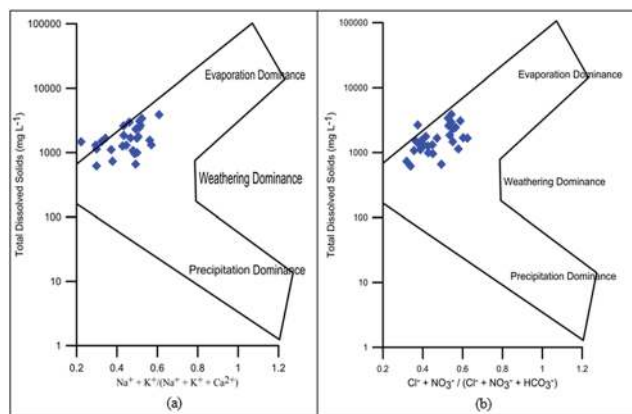 100000
10000
1000
100
10
1
Total Dissolved Solids (mg L⁻¹)
Evaporation Dominance
Weathering Dominance
Precipitation Dominance
0.2 0.4 0.6 0.8 1 1.2
Na⁺ + K⁺/(Na⁺ + K⁺ + Ca²⁺)
(a)
100000
10000
1000
100
10
1
Total Dissolved Solids (mg L⁻¹)
Evaporation Dominance
Weathering Dominance
Precipitation Dominance
0.2 0.4 0.6 0.8 1 1.2
Cl⁻ + NO₃⁻ / (Cl⁻ + NO₃⁻ + HCO₃⁻)
(b)